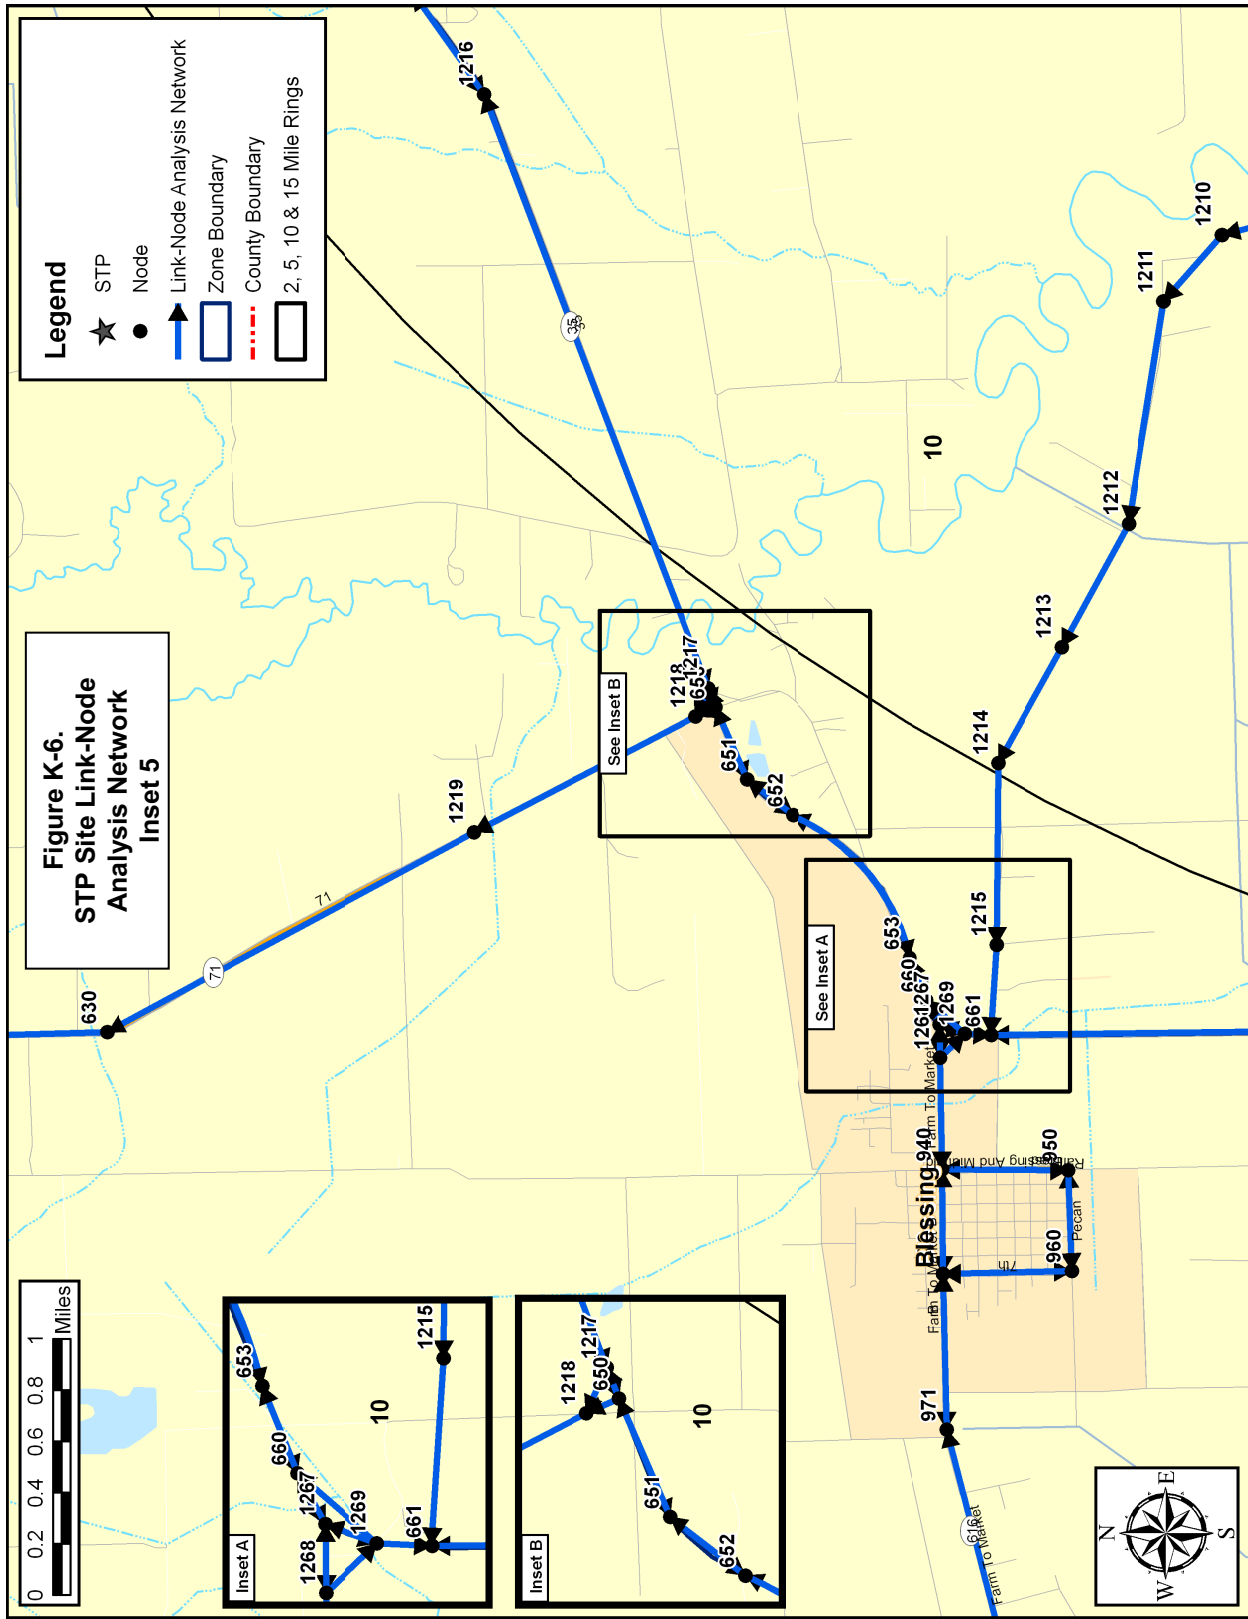 Figure K-6.
STP Site Link-Node
Analysis Network
Inset 5
Legend
STP
Node
Link-Node Analysis Network
Zone Boundary
County Boundary
2, 5, 10 & 15 Mile Rings
0 0.2 0.4 0.6 0.8 1
Miles
630
71
71
1219
1216
35
35
1218
1217
See Inset B
651
652
10
1210
1211
1212
1213
1214
1215
See Inset A
653
660
1267
1269
661
Farm To Market
940
Blessing
950
960
7th
Pecan
Farm To Market
971
616
Farm To Market
Inset A
653
660
1267
1268
1269
661
1215
10
Inset B
1217
1218
650
651
652
10
N
E
S
W